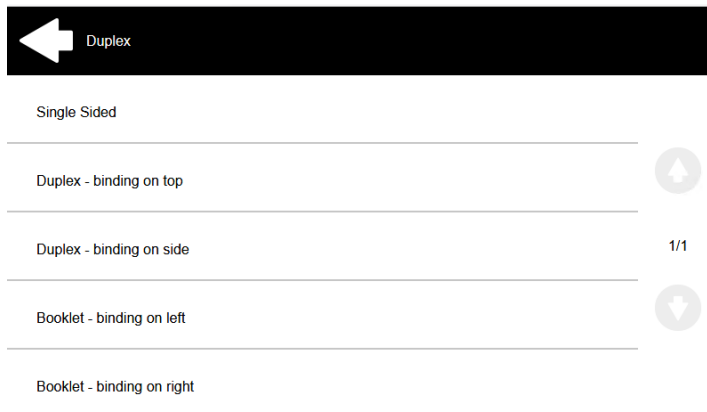 Duplex
Single Sided
Duplex - binding on top
Duplex - binding on side
1/1
Booklet - binding on left
Booklet - binding on right